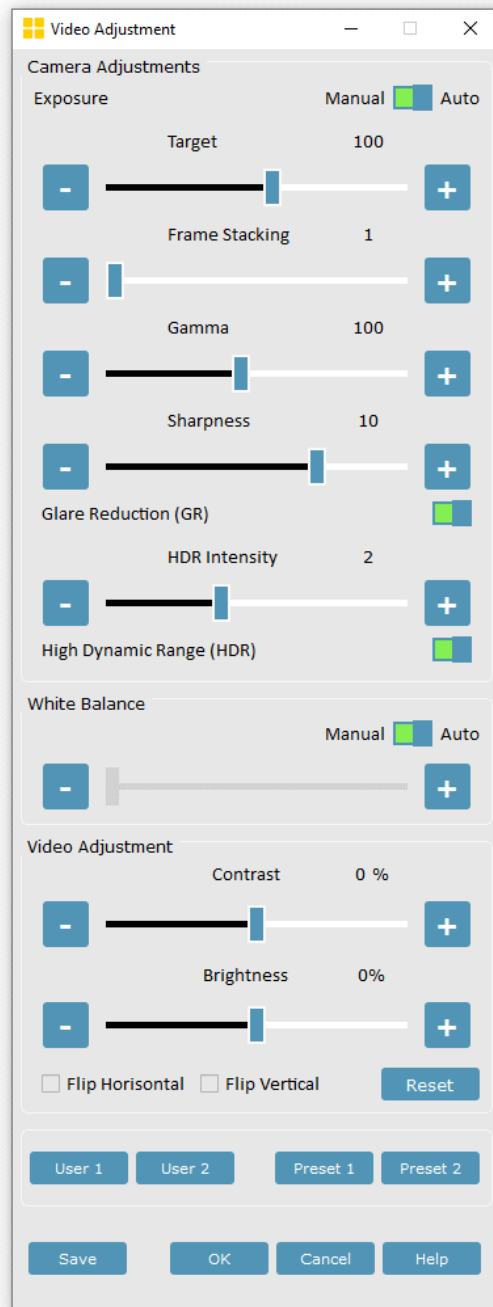 Video Adjustment
Camera Adjustments
Exposure Manual Auto
Target 100
- +
Frame Stacking 1
- +
Gamma 100
- +
Sharpness 10
- +
Glare Reduction (GR)
HDR Intensity 2
- +
High Dynamic Range (HDR)
White Balance
Manual Auto
- +
Video Adjustment
Contrast 0 %
- +
Brightness 0%
- +
Flip Horisontal Flip Vertical Reset
User 1 User 2 Preset 1 Preset 2
Save OK Cancel Help